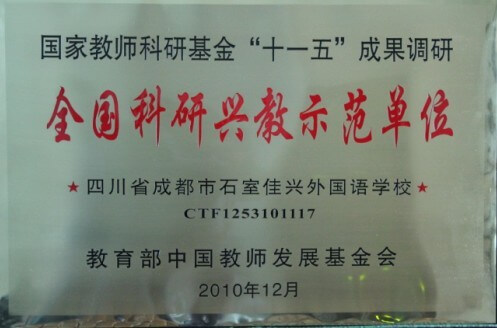 国家教师科研基金“十一五”成果调研
全国科研兴教示范单位
★四川省成都市石室佳兴外国语学校★
CTF1253101117
教育部中国教师发展基金会
2010年12月